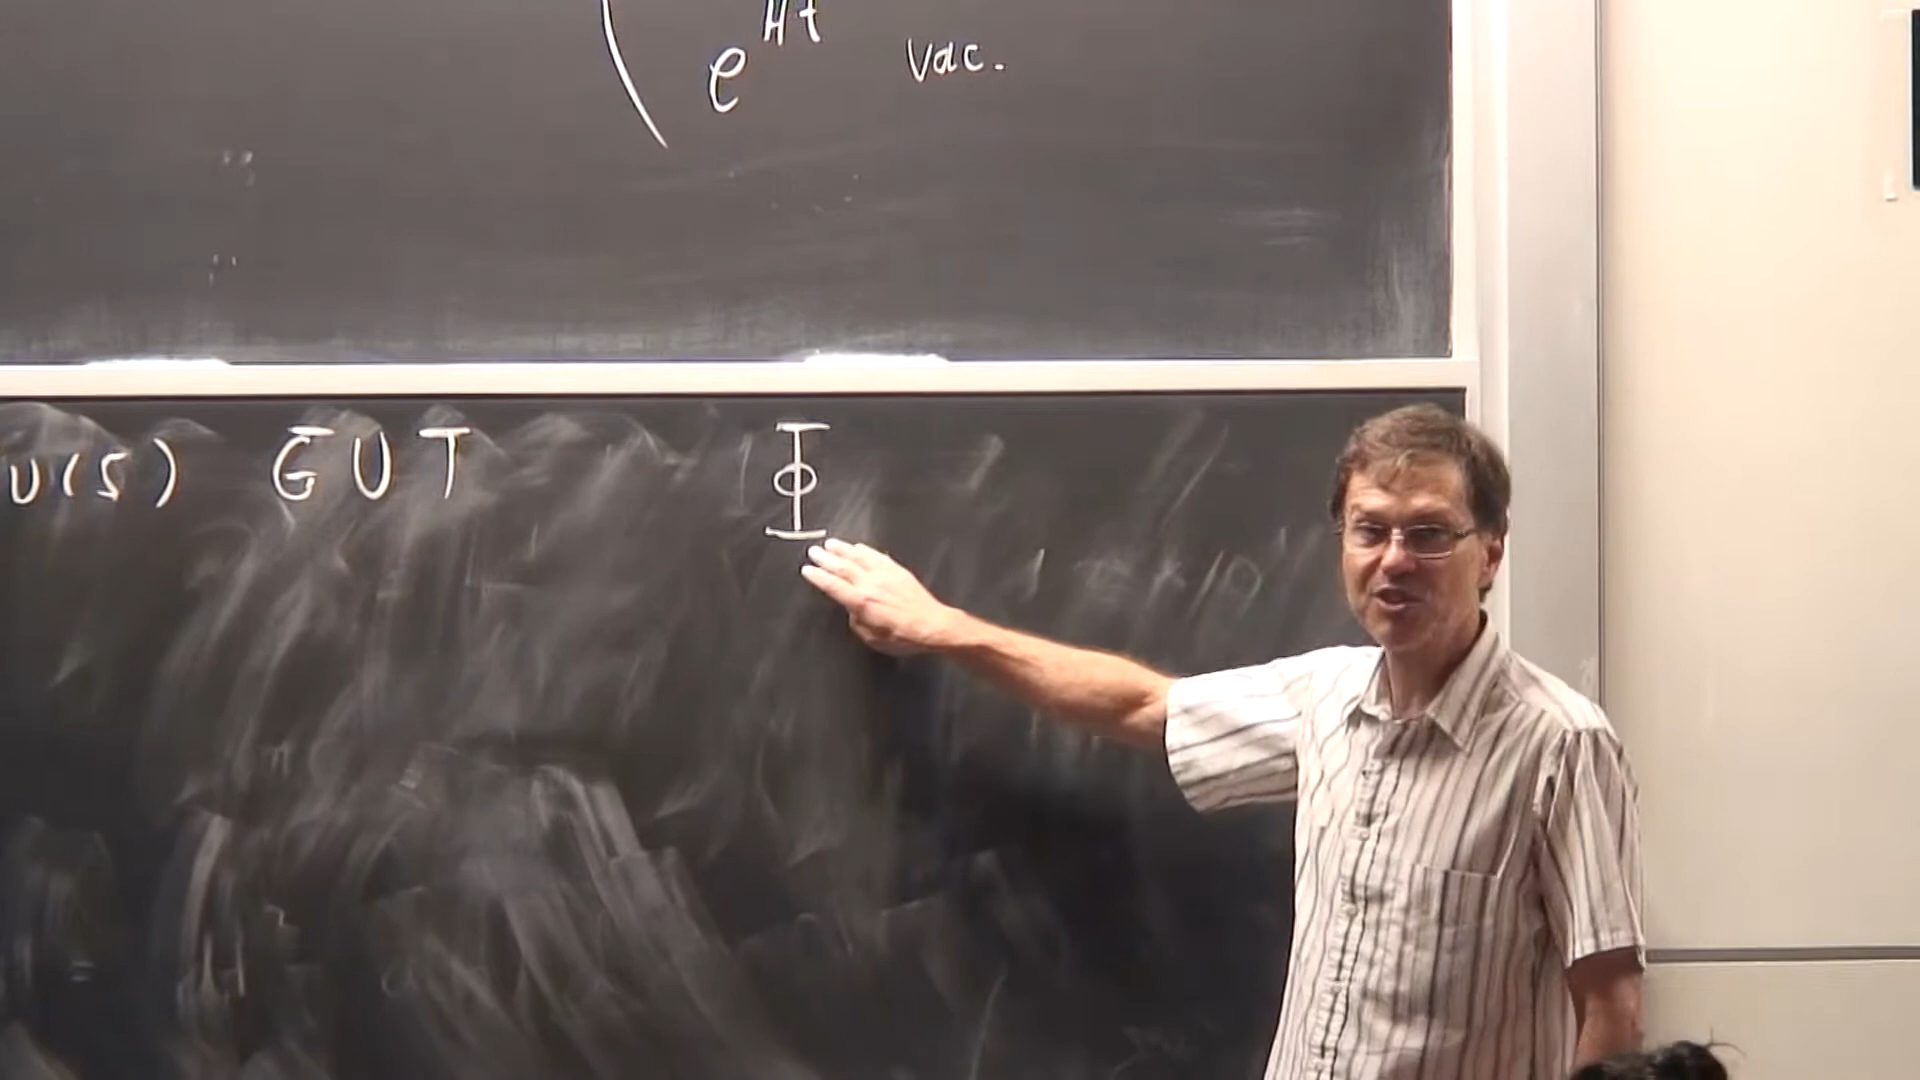 ( e^{Ht} vac.
U(5) GUT Φ